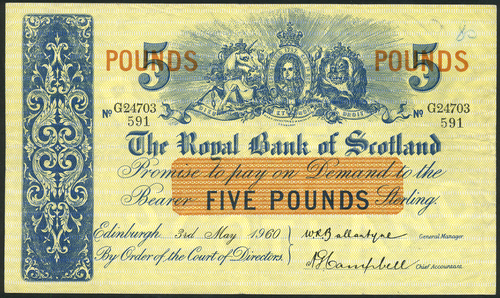 POUNDS 5 POUNDS 5
Nº G24703 591 Nº G24703 591
The Royal Bank of Scotland
Promise to pay on Demand to the
Bearer FIVE POUNDS Sterling.
Edinburgh 3rd May 1960 W.R. Ballantyne General Manager
By Order of the Court of Directors. A. Campbell Chief Accountant